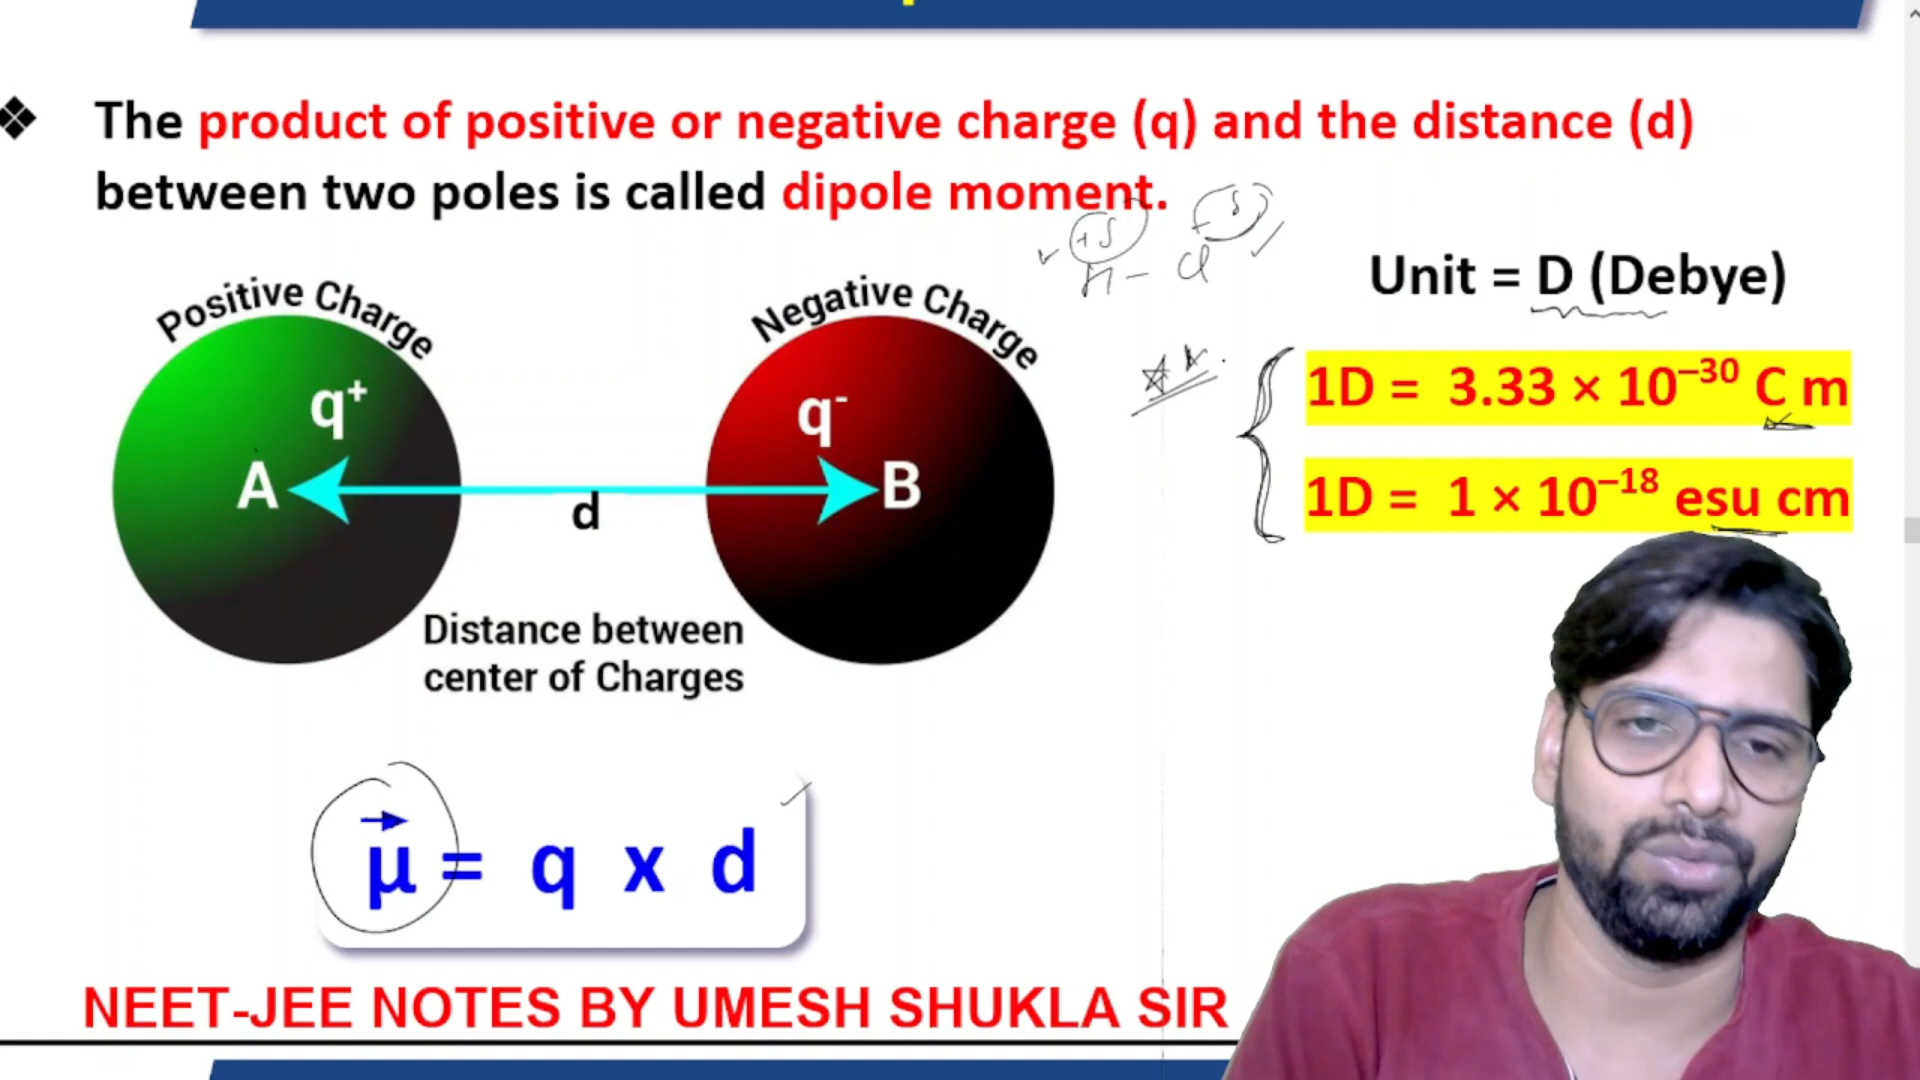 ❖ The product of positive or negative charge (q) and the distance (d)
between two poles is called dipole moment.
+δ -δ
H – Cl
Unit = D (Debye)
1D = 3.33 × 10⁻³⁰ C m
1D = 1 × 10⁻¹⁸ esu cm
Positive Charge
Negative Charge
q⁺
q⁻
A
B
d
Distance between
center of Charges
μ⃗ = q x d
NEET-JEE NOTES BY UMESH SHUKLA SIR